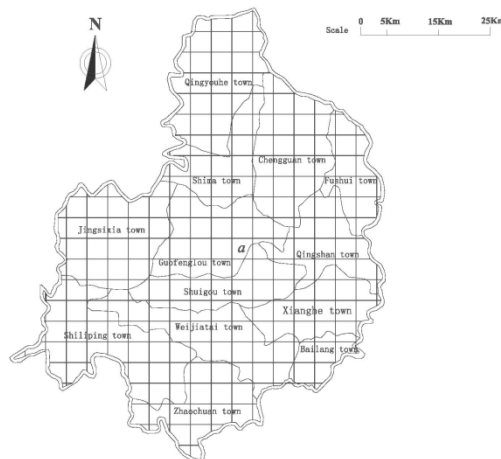 N
Scale 0 5Km 15Km 25Km
Qingyouhe town
Chengguan town
Shima town
Fushui town
Jingsixia town
a
Qingshan town
Guofenglou town
Shuigou town
Xianghe town
Weijiatai town
Shiliping town
Bailang town
Zhaochuan town